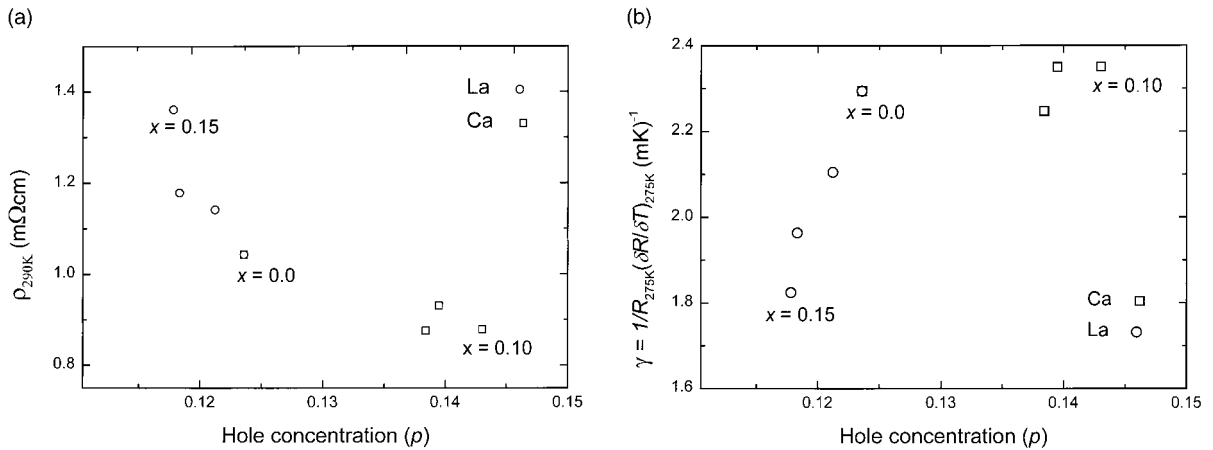 (a)
1.4
1.2
1.0
0.8
ρ290K (mΩcm)
La
Ca
x = 0.15
x = 0.0
x = 0.10
0.12
0.13
0.14
0.15
Hole concentration (p)
(b)
2.4
2.2
2.0
1.8
1.6
γ = 1/R275K(δR/δT)275K (mK)⁻¹
x = 0.10
x = 0.0
x = 0.15
Ca
La
0.12
0.13
0.14
0.15
Hole concentration (p)